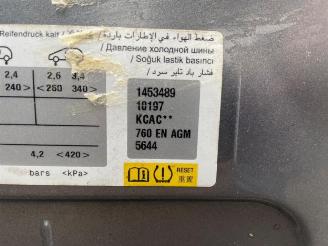 Reifendruck kalt /
ضغط الهواء في الإطارات باردة /
/ Давление холодной шины
/ Soğuk lastik basıncı
فشار باد تایر سرد /
2,4 2,6 3,4
240> <260 340>
4,2 <420>
bars <kPa>
1453489
10197
KCAC**
760 EN AGM
5644
RESET